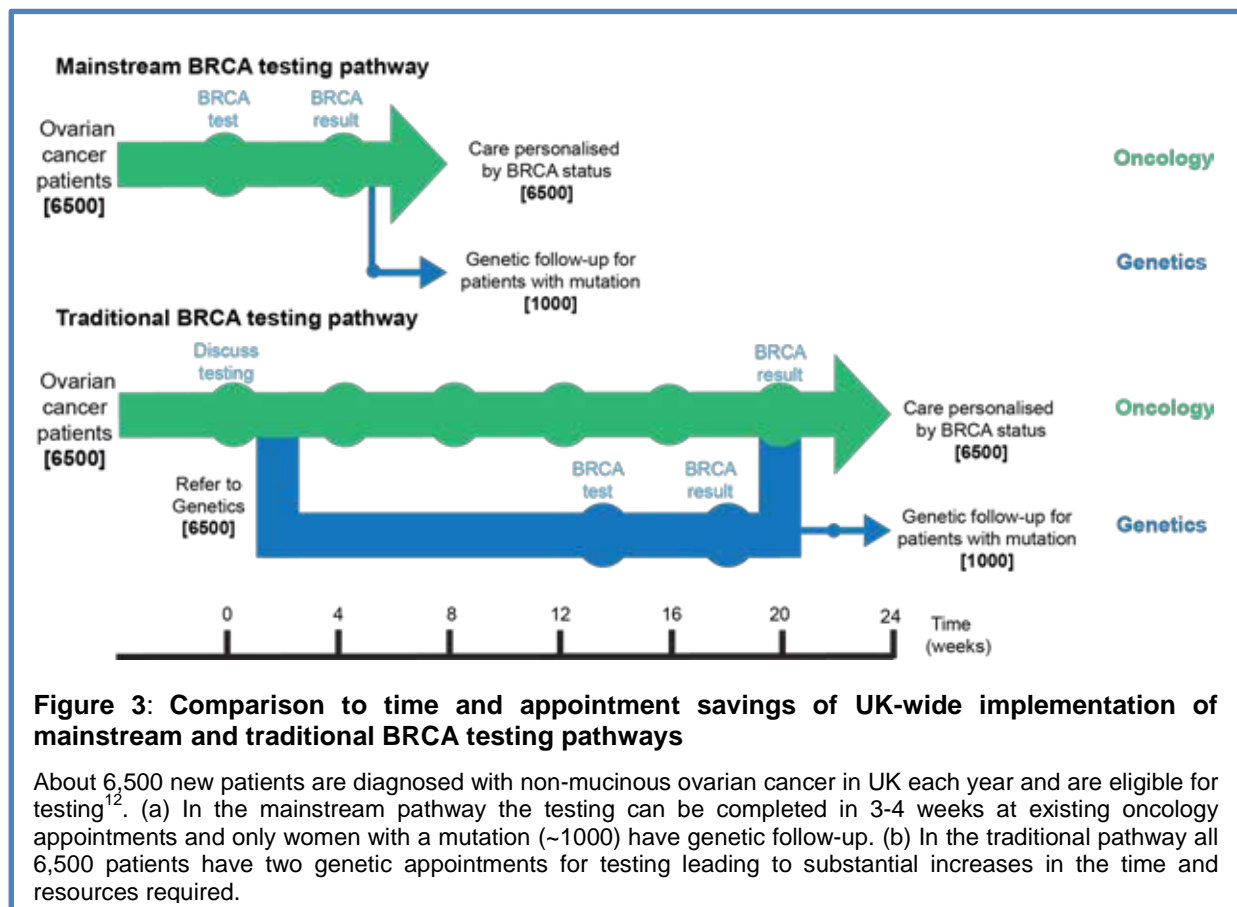 Mainstream BRCA testing pathway
BRCA
test
BRCA
result
Ovarian
cancer
patients
[6500]
Care personalised
by BRCA status
[6500]
Oncology
Genetic follow-up for
patients with mutation
[1000]
Genetics
Traditional BRCA testing pathway
Discuss
testing
BRCA
result
Ovarian
cancer
patients
[6500]
Care personalised
by BRCA status
[6500]
Oncology
Refer to
Genetics
[6500]
BRCA
test
BRCA
result
Genetic follow-up for
patients with mutation
[1000]
Genetics
0 4 8 12 16 20 24
Time
(weeks)
Figure 3: Comparison to time and appointment savings of UK-wide implementation of
mainstream and traditional BRCA testing pathways
About 6,500 new patients are diagnosed with non-mucinous ovarian cancer in UK each year and are eligible for
testing12. (a) In the mainstream pathway the testing can be completed in 3-4 weeks at existing oncology
appointments and only women with a mutation (~1000) have genetic follow-up. (b) In the traditional pathway all
6,500 patients have two genetic appointments for testing leading to substantial increases in the time and
resources required.